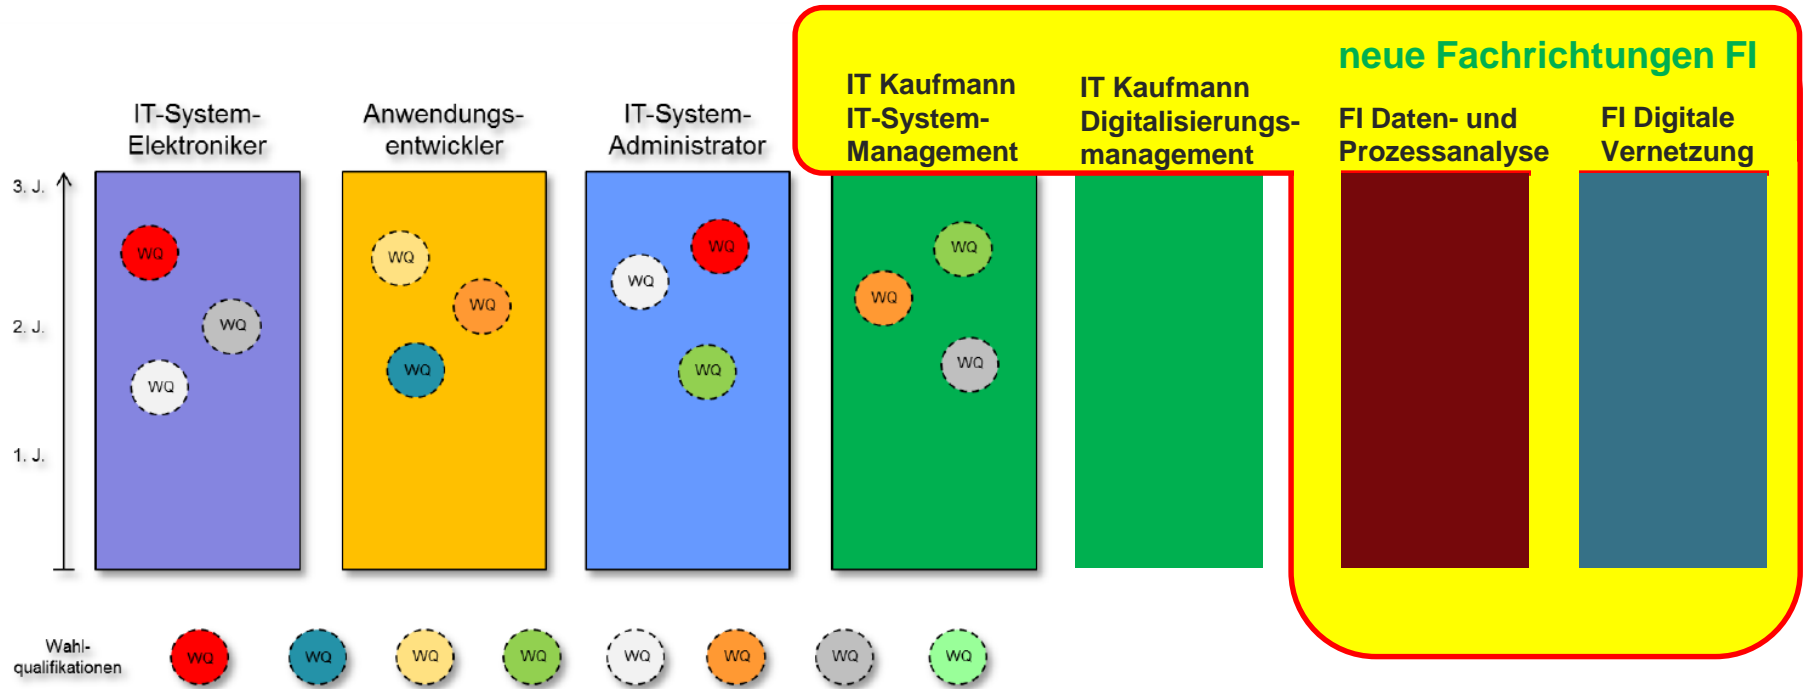 neue Fachrichtungen FI
IT-System-
Elektroniker
Anwendungs-
entwickler
IT-System-
Administrator
IT Kaufmann
IT-System-
Management
IT Kaufmann
Digitalisierungs-
management
FI Daten- und
Prozessanalyse
FI Digitale
Vernetzung
3. J.
2. J.
1. J.
WQ
WQ
WQ
WQ
WQ
WQ
WQ
WQ
WQ
WQ
WQ
WQ
Wahl-
qualifikationen
WQ
WQ
WQ
WQ
WQ
WQ
WQ
WQ